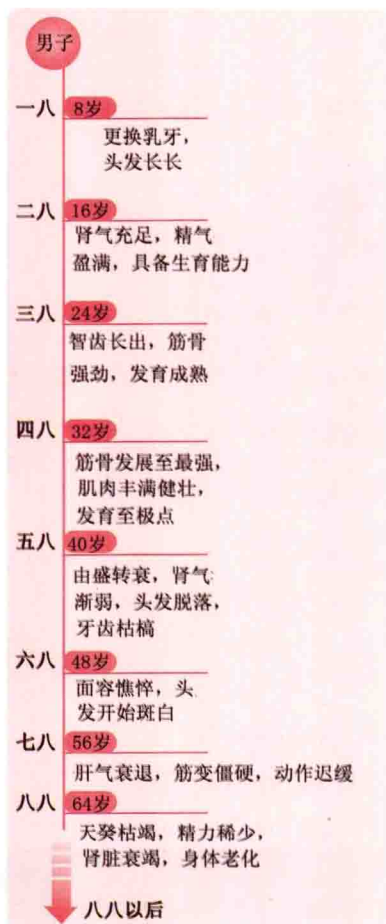 男子
一八 8岁
更换乳牙，
头发长长
二八 16岁
肾气充足，精气
盈满，具备生育能力
三八 24岁
智齿长出，筋骨
强劲，发育成熟
四八 32岁
筋骨发展至最强，
肌肉丰满健壮，
发育至极点
五八 40岁
由盛转衰，肾气
渐弱，头发脱落，
牙齿枯槁
六八 48岁
面容憔悴，头
发开始斑白
七八 56岁
肝气衰退，筋变僵硬，动作迟缓
八八 64岁
天癸枯竭，精力稀少，
肾脏衰竭，身体老化
八八以后